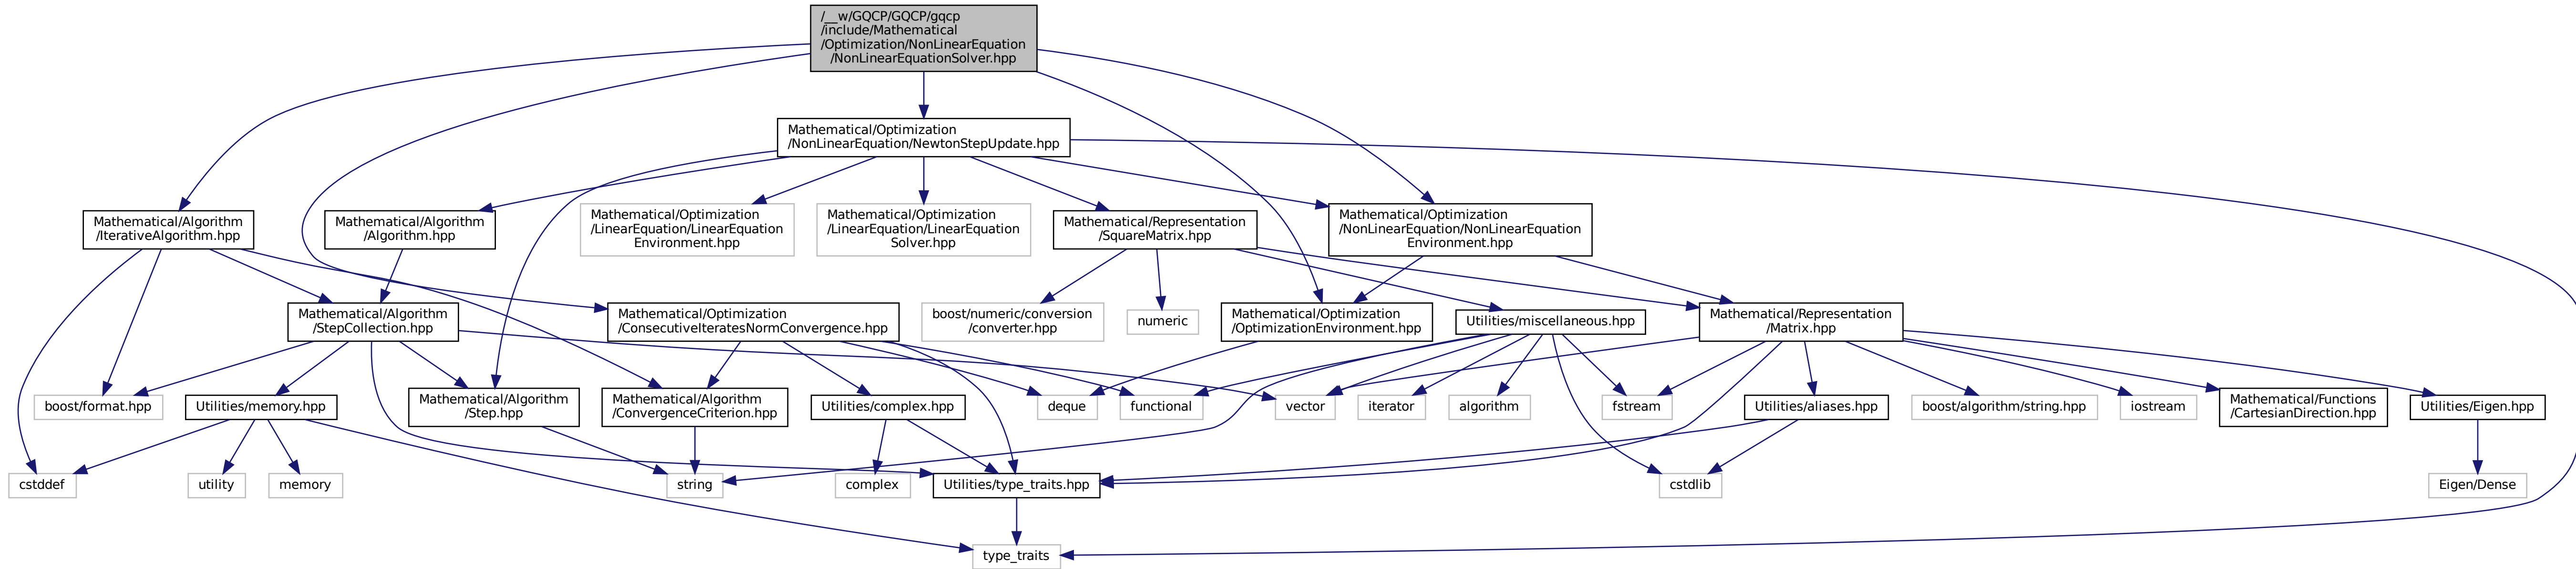 /__w/GQCP/GQCP/gqcp
/include/Mathematical
/Optimization/NonLinearEquation
/NonLinearEquationSolver.hpp
Mathematical/Optimization
/NonLinearEquation/NewtonStepUpdate.hpp
Mathematical/Algorithm
/IterativeAlgorithm.hpp
Mathematical/Algorithm
/Algorithm.hpp
Mathematical/Optimization
/LinearEquation/LinearEquation
Environment.hpp
Mathematical/Optimization
/LinearEquation/LinearEquation
Solver.hpp
Mathematical/Representation
/SquareMatrix.hpp
Mathematical/Optimization
/NonLinearEquation/NonLinearEquation
Environment.hpp
Mathematical/Algorithm
/StepCollection.hpp
Mathematical/Optimization
/ConsecutiveIteratesNormConvergence.hpp
boost/numeric/conversion
/converter.hpp
numeric
Mathematical/Optimization
/OptimizationEnvironment.hpp
Utilities/miscellaneous.hpp
Mathematical/Representation
/Matrix.hpp
boost/format.hpp
Utilities/memory.hpp
Mathematical/Algorithm
/Step.hpp
Mathematical/Algorithm
/ConvergenceCriterion.hpp
Utilities/complex.hpp
deque
functional
vector
iterator
algorithm
fstream
Utilities/aliases.hpp
boost/algorithm/string.hpp
iostream
Mathematical/Functions
/CartesianDirection.hpp
Utilities/Eigen.hpp
cstddef
utility
memory
string
complex
Utilities/type_traits.hpp
cstdlib
Eigen/Dense
type_traits